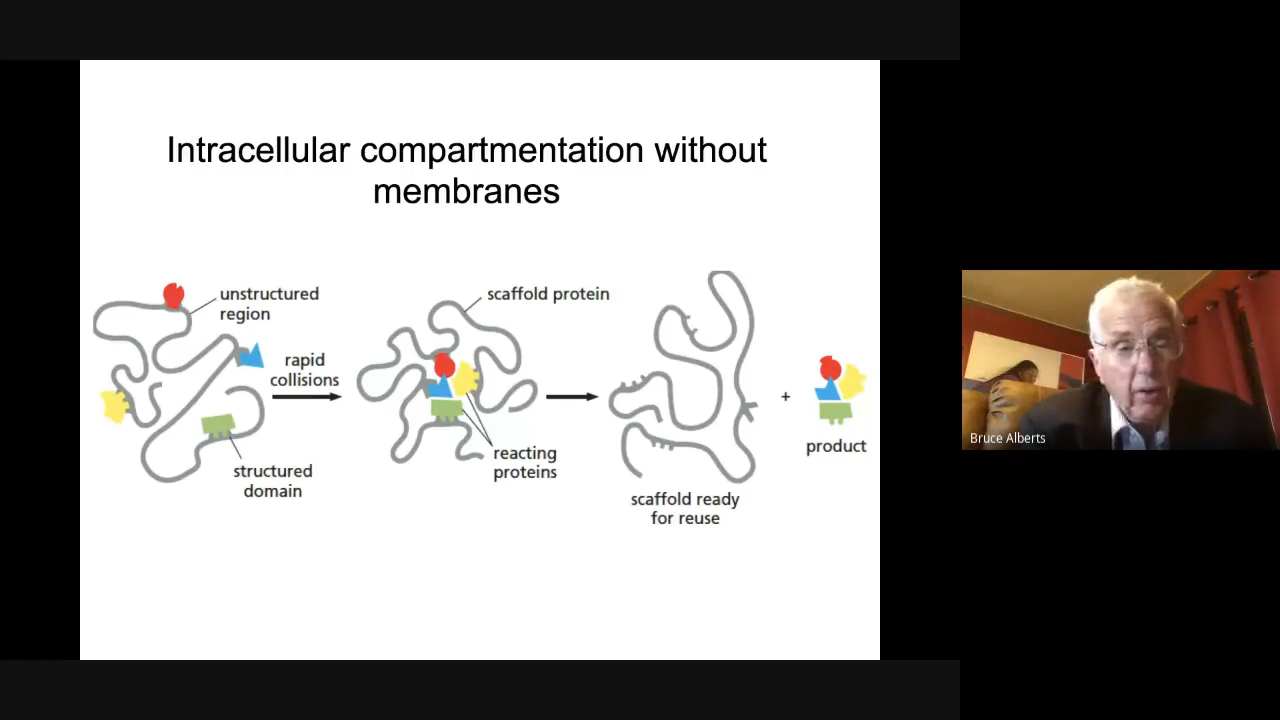 Intracellular compartmentation without
membranes
unstructured
region
rapid
collisions
structured
domain
scaffold protein
reacting
proteins
scaffold ready
for reuse
+
product
Bruce Alberts